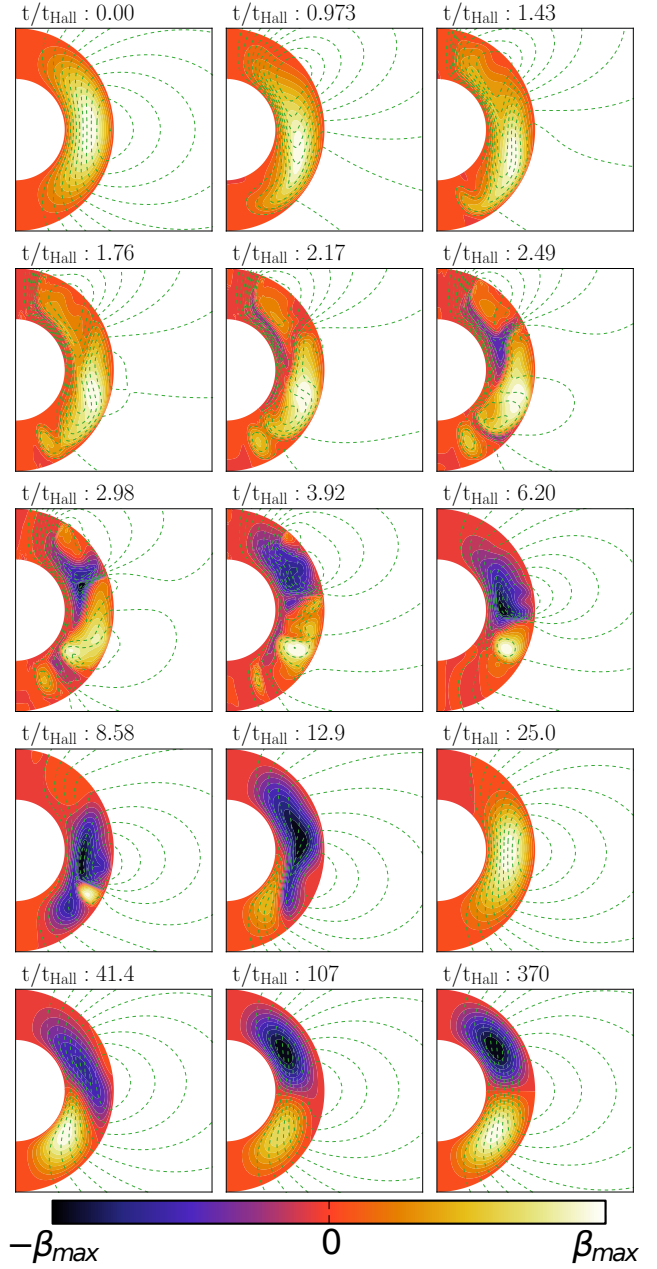 t/t_Hall : 0.00 t/t_Hall : 0.973 t/t_Hall : 1.43
t/t_Hall : 1.76 t/t_Hall : 2.17 t/t_Hall : 2.49
t/t_Hall : 2.98 t/t_Hall : 3.92 t/t_Hall : 6.20
t/t_Hall : 8.58 t/t_Hall : 12.9 t/t_Hall : 25.0
t/t_Hall : 41.4 t/t_Hall : 107 t/t_Hall : 370
−β_max 0 β_max